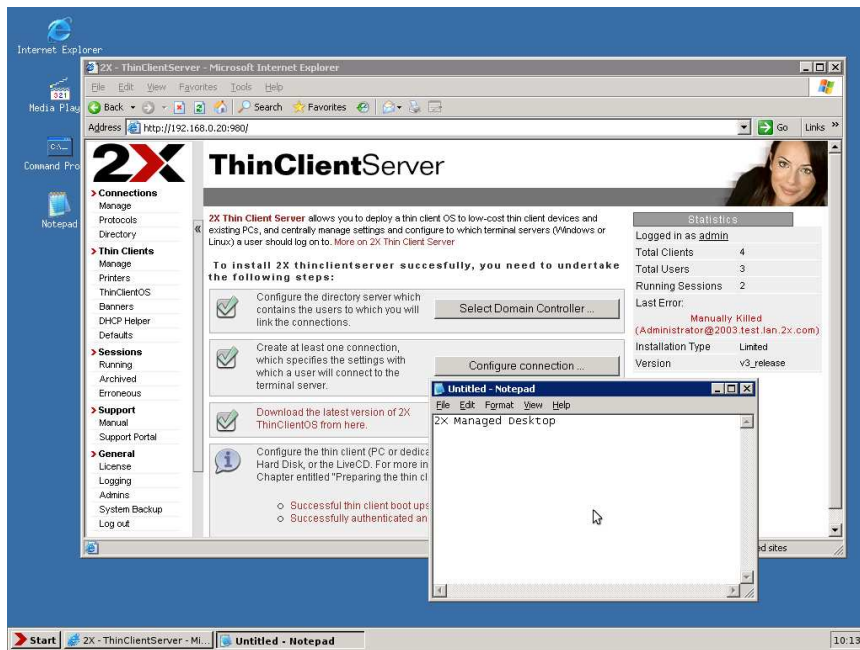 Internet Explorer
2X - ThinClientServer - Microsoft Internet Explorer
File Edit View Favorites Tools Help
321
Media Play
Back Search Favorites
Address http://192.168.0.20:980/ Go Links »
C:\_
Command Pro
Notepad
2X ThinClientServer
Connections
Manage
Protocols
Directory
Thin Clients
Manage
Printers
ThinClientOS
Banners
DHCP Helper
Defaults
Sessions
Running
Archived
Erroneous
Support
Manual
Support Portal
General
License
Logging
Admins
System Backup
Log out
«
2X Thin Client Server allows you to deploy a thin client OS to low-cost thin client devices and
existing PCs, and centrally manage settings and configure to which terminal servers (Windows or
Linux) a user should log on to. More on 2X Thin Client Server
To install 2X thinclientserver succesfully, you need to undertake
the following steps:
Configure the directory server which
contains the users to which you will
link the connections.
Select Domain Controller ...
Create at least one connection,
which specifies the settings with
which a user will connect to the
terminal server.
Configure connection ...
Download the latest version of 2X
ThinClientOS from here.
Configure the thin client (PC or dedica
Hard Disk, or the LiveCD. For more in
Chapter entitled "Preparing the thin cl
Successful thin client boot ups
Successfully authenticated an
Statistics
Logged in as admin
Total Clients 4
Total Users 3
Running Sessions 2
Last Error:
Manually Killed
(Administrator@2003.test.lan.2x.com)
Installation Type Limited
Version v3_release
Untitled - Notepad
File Edit Format View Help
2X Managed Desktop
ed sites
Start 2X - ThinClientServer - Mi... Untitled - Notepad 10:13